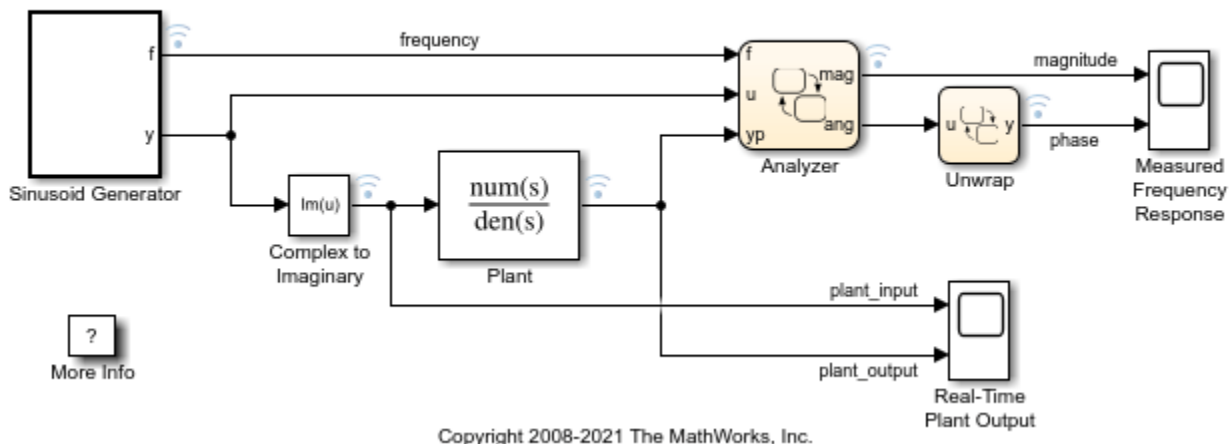 f
frequency
f
mag
magnitude
u
y
yp
ang
u
y
phase
Sinusoid Generator
Analyzer
Unwrap
Measured
Frequency
Response
Im(u)
num(s)
den(s)
Complex to
Imaginary
Plant
plant_input
?
More Info
plant_output
Real-Time
Plant Output
Copyright 2008-2021 The MathWorks, Inc.